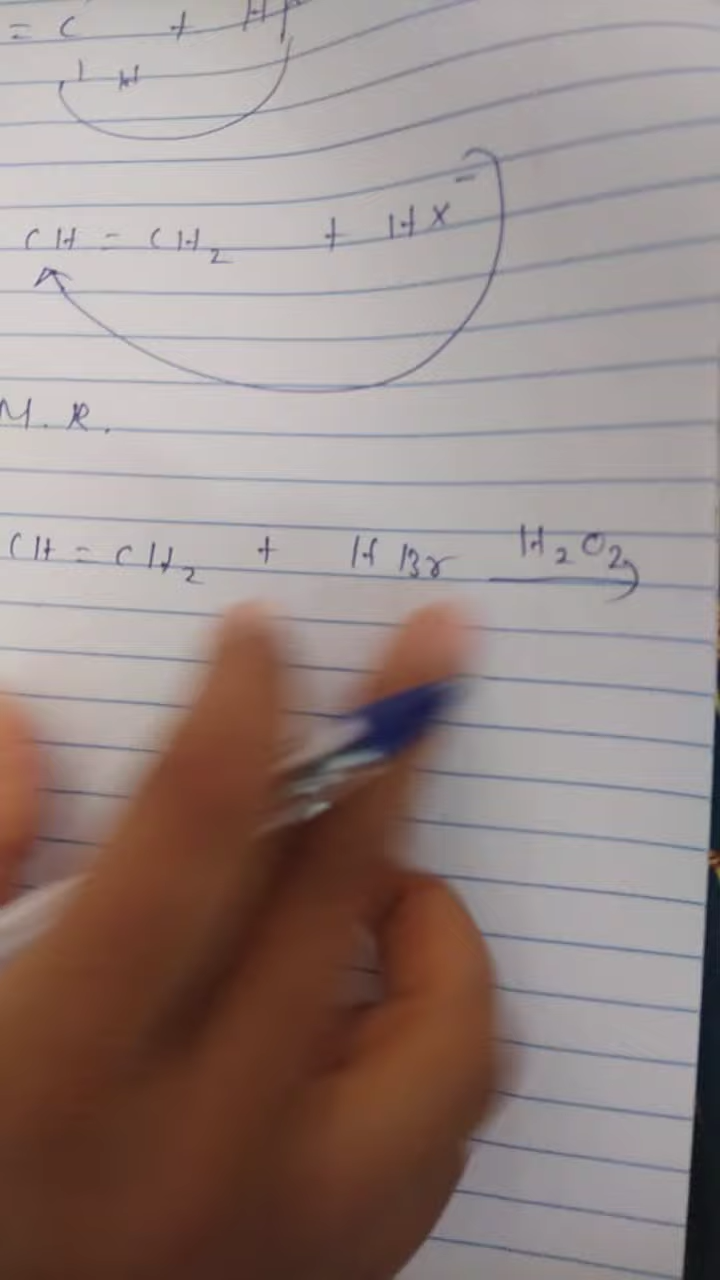 = C + H
CH = CH2 + HX-
M. R.
CH = CH2 + HBr H2O2